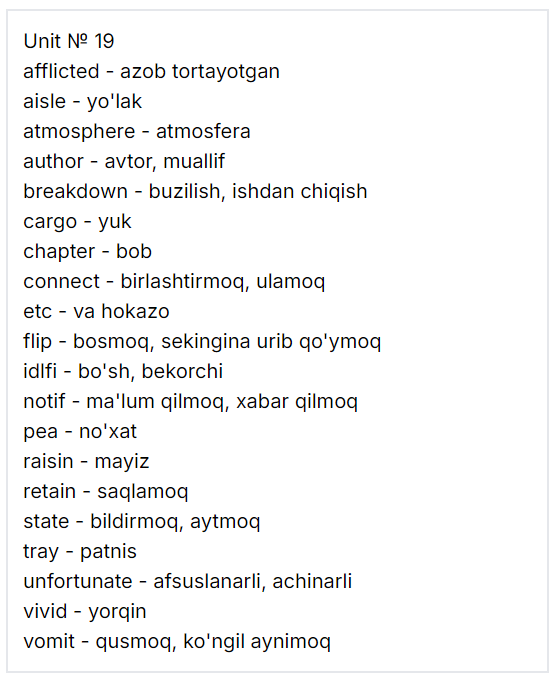 Unit № 19
afflicted - azob tortayotgan
aisle - yo'lak
atmosphere - atmosfera
author - avtor, muallif
breakdown - buzilish, ishdan chiqish
cargo - yuk
chapter - bob
connect - birlashtirmoq, ulamoq
etc - va hokazo
flip - bosmoq, sekingina urib qo'ymoq
idlfi - bo'sh, bekorchi
notif - ma'lum qilmoq, xabar qilmoq
pea - no'xat
raisin - mayiz
retain - saqlamoq
state - bildirmoq, aytmoq
tray - patnis
unfortunate - afsuslanarli, achinarli
vivid - yorqin
vomit - qusmoq, ko'ngil aynimoq